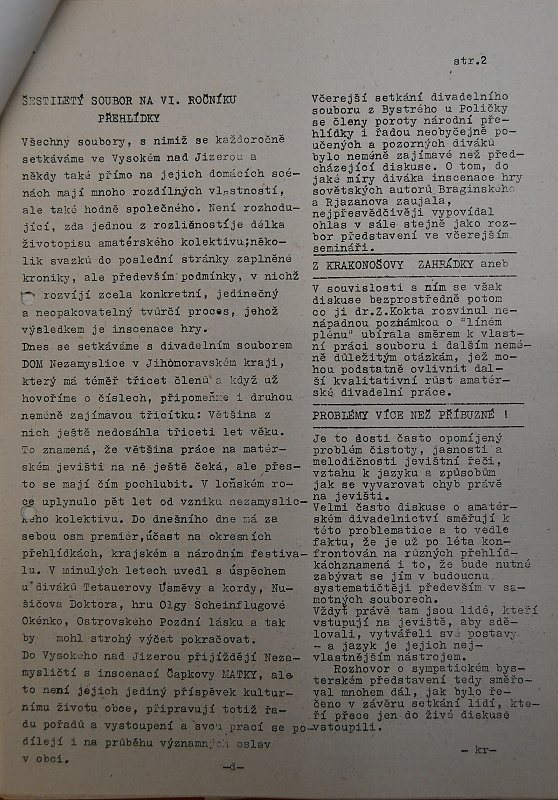 str.2
ŠESTILETÝ SOUBOR NA VI. ROČNÍKU
PŘEHLÍDKY
Všechny soubory, s nimiž se každoročně
setkáváme ve Vysokém nad Jizerou a
někdy také přímo na jejich domácích scé-
nách mají mnoho rozdílných vlastností,
ale také hodně společného. Není rozhodu-
jící, zda jednou z rozlišností je délka
životopisu amatérského kolektivu;něko-
lik svazků do poslední stránky zaplněné
kroniky, ale především podmínky, v nichž
rozvíjí zcela konkretní, jedinečný
a neopakovatelný tvůrčí proces, jehož
výsledkem je inscenace hry.
Dnes se setkáváme s divadelním souborem
DOM Nezamyslice v Jihomoravském kraji,
který má téměř třicet členů a když už
hovoříme o číslech, připomeňme i druhou
neméně zajímavou třicítku: Většina z
nich ještě nedosáhla třiceti let věku.
To znamená, že většina práce na matér-
ském jevišti na ně ještě čeká, ale přes-
to se mají čím pochlubit. V loňském ro-
ce uplynulo pět let od vzniku nezamyslic-
kého kolektivu. Do dnešního dne má za
sebou osm premiér,účast na okresních
přehlídkách, krajském a národním festiva-
lu. V minulých letech uvedl s úspěchem
u diváků Tetauerovy Úsměvy a kordy, Nu-
šičova Doktora, hru Olgy Scheinflugové
Okénko, Ostrovského Pozdní lásku a tak
by mohl strohý výčet pokračovat.
Do Vysokého nad Jizerou přijíždějí Neza-
mysličtí s inscenací Čapkovy MATKY, ale
to není jejich jediný příspěvek kultur-
nímu životu obce, připravují totiž řa-
du pořadů a vystoupení a svou prací se po-
dílejí i na průběhu významných oslav
v obci.
-d-
Včerejší setkání divadelního
souboru z Bystrého u Poličky
se členy poroty národní pře-
hlídky i řadou neobyčejně po-
učených a pozorných diváků
bylo neméně zajímavé než před-
cházející diskuse. O tom, do
jaké míry diváka inscenace hry
sovětských autorů Braginského
a Rjazanova zaujala,
nejpřesvědčivěji vypovídal
ohlas v sále stejně jako roz-
bor představení ve včerejším
semináři.
Z KRAKONOŠOVY ZAHRÁDKY aneb
V souvislosti s ním se však
diskuse bezprostředně potom
co ji dr.Z.Kokta rozvinul ne-
nápadnou poznámkou o "líném
plénu" ubírala směrem k vlast-
ní práci souboru i dalším nemé-
ně důležitým otázkám, jež mo-
hou podstatně ovlivnit dal-
ší kvalitativní růst amatér-
ské divadelní práce.
PROBLÉMY VÍCE NEŽ PŘÍBUZNÉ !
Je to dosti často opomíjený
problém čistoty, jasnosti a
melodičnosti jevištní řeči,
vztahu k jazyku a způsobům
jak se vyvarovat chyb právě
na jevišti.
Velmi často diskuse o amatér-
ském divadelnictví směřují k
této problematice a to vedle
faktu, že je už po léta kon-
frontován na různých přehlíd-
káchznamená i to, že bude nutné
zabývat se jím v budoucnu
systematičtěji především v sa-
motných souborech.
Vždyť právě tam jsou lidé, kteří
vstupují na jeviště, aby sdě-
lovali, vytvářeli své postavy
- a jazyk je jejich nej-
vlastnějším nástrojem.
Rozhovor o sympatickém bys-
terském představení tedy směřo-
val mnohem dál, jak bylo ře-
čeno v závěru setkání lidí, kte-
ří přece jen do živé diskuse
vstoupili.
- kr-